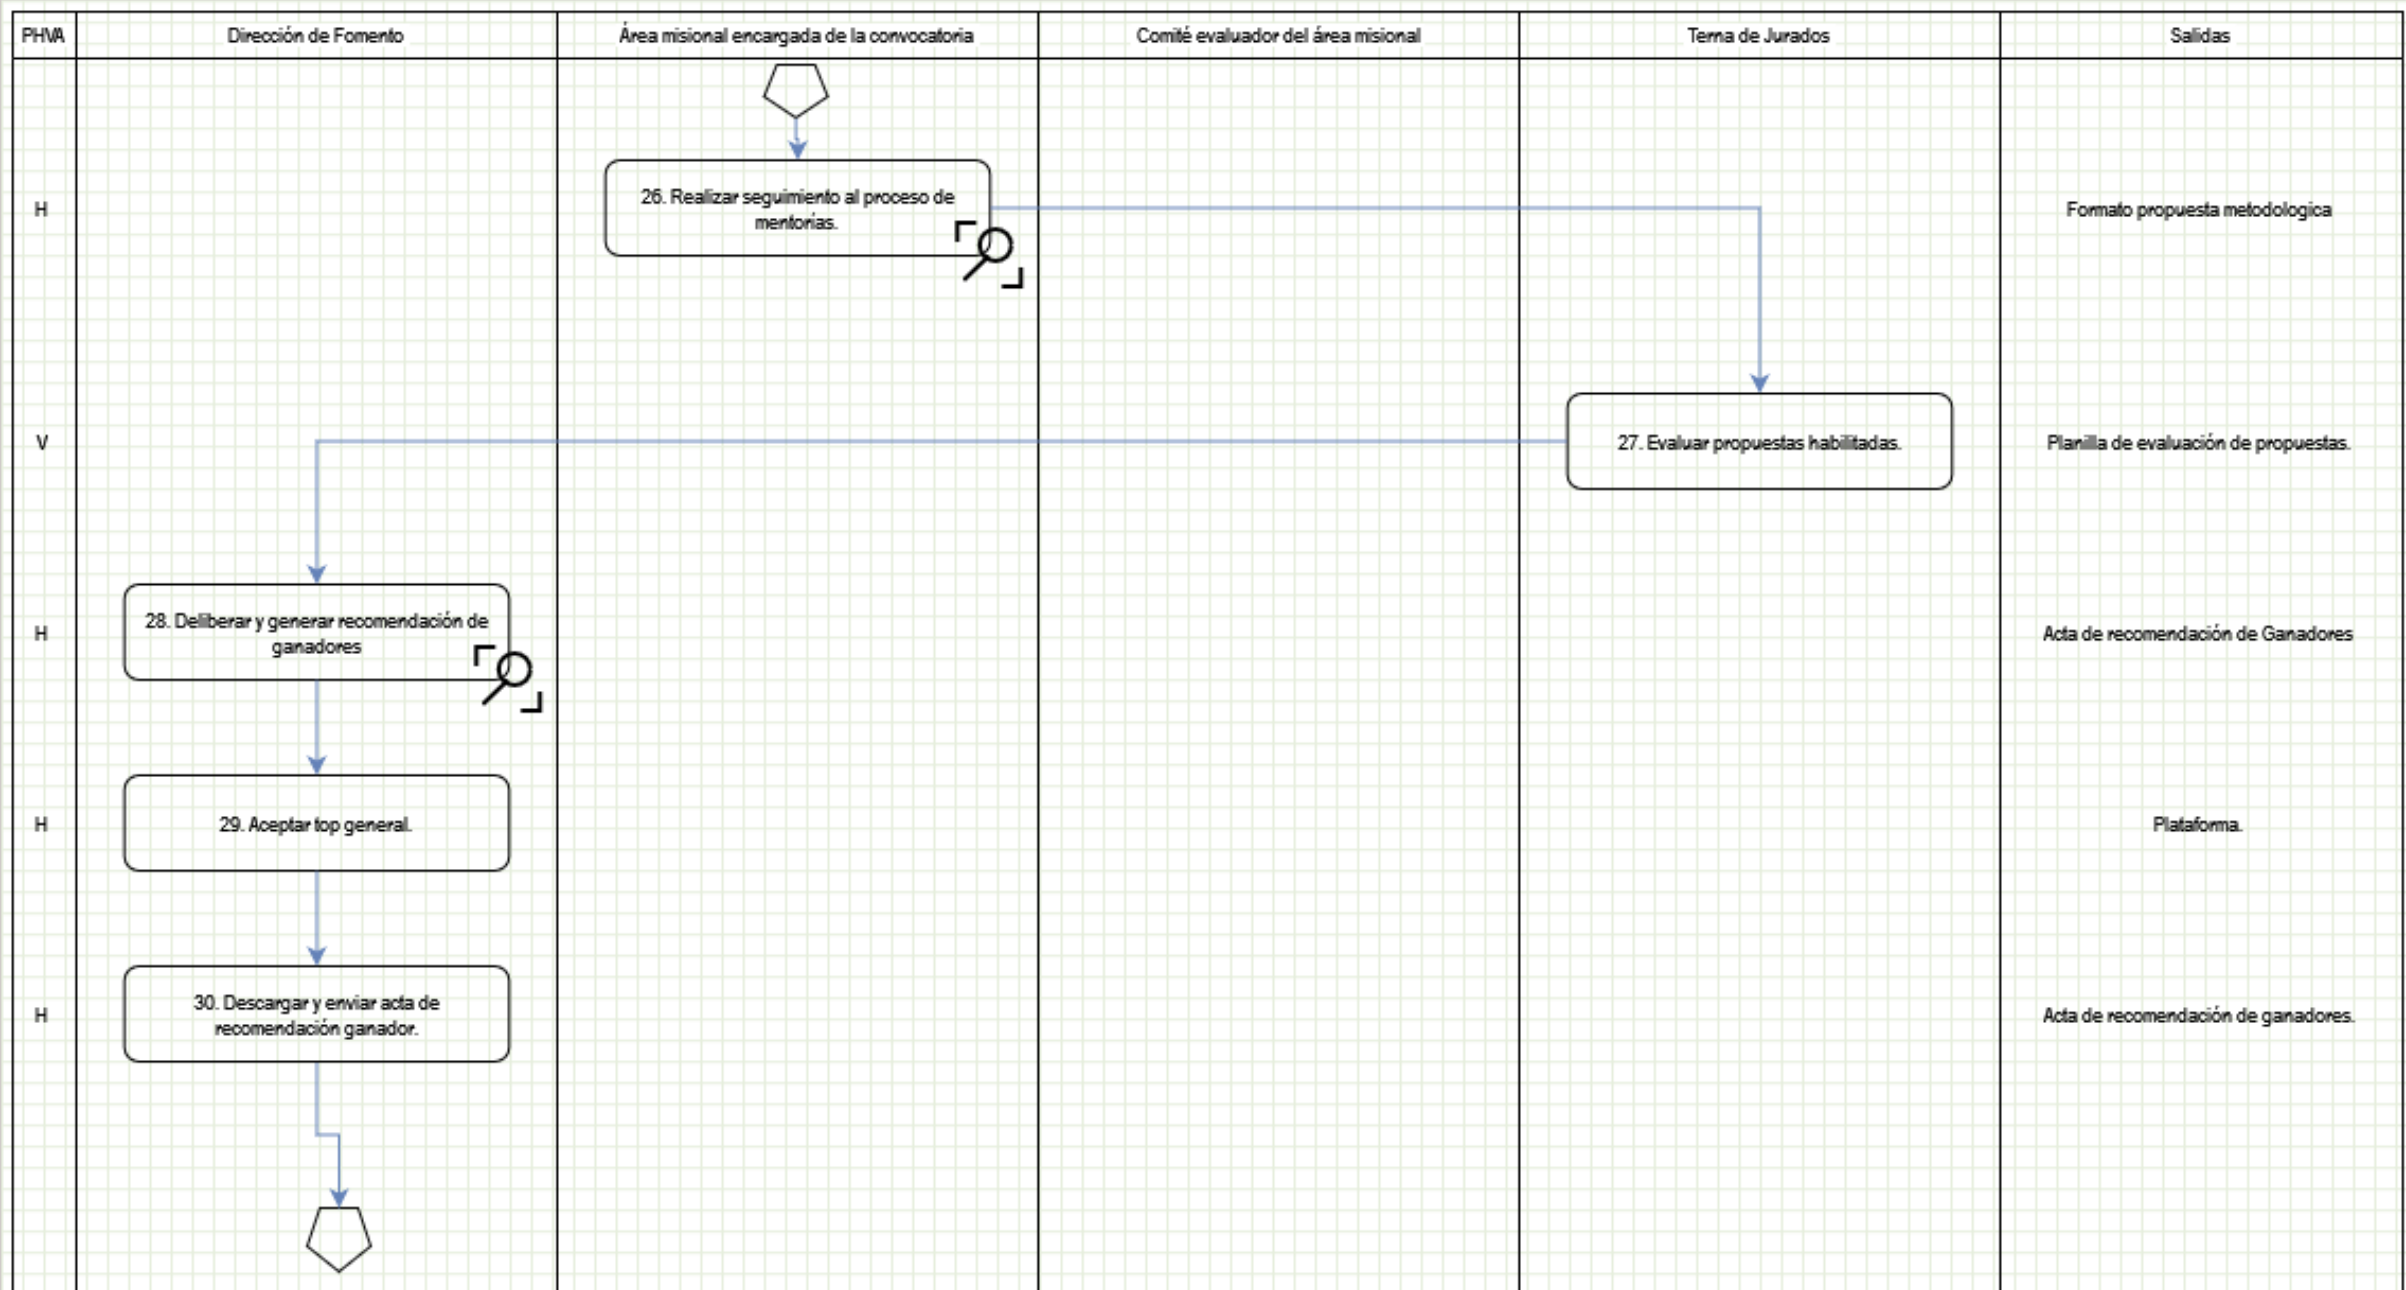 PHVA
Dirección de Fomento
Área misional encargada de la convocatoria
Comité evaluador del área misional
Terna de Jurados
Salidas
H
26. Realizar seguimiento al proceso de
mentorías.
Formato propuesta metodologica
V
27. Evaluar propuestas habilitadas.
Planilla de evaluación de propuestas.
H
28. Deliberar y generar recomendación de
ganadores
Acta de recomendación de Ganadores
H
29. Aceptar top general.
Plataforma.
H
30. Descargar y enviar acta de
recomendación ganador.
Acta de recomendación de ganadores.